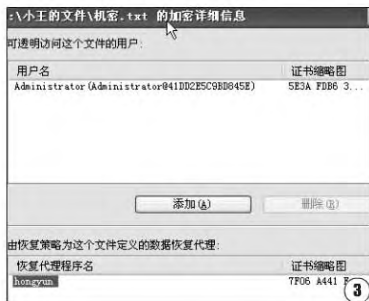 :\小王的文件\机密.txt 的加密详细信息
可透明访问这个文件的用户:
用户名 证书缩略图
Administrator(Administrator@41DD2E5C9BD845E) 5E3A FDB6 3...
添加(A) 删除(R)
由恢复策略为这个文件定义的数据恢复代理:
恢复代理程序名 证书缩略图
hongyun 7F06 A441
3